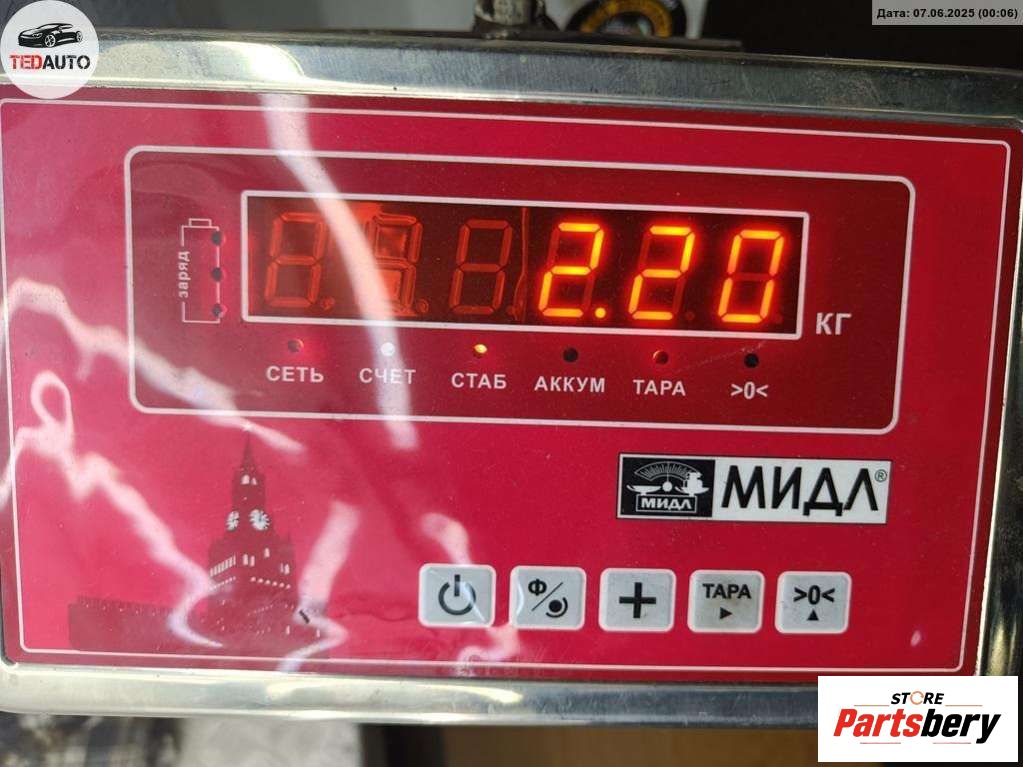 Дата: 07.06.2025 (00:06)
TEDAUTO
заряд
2.20
КГ
СЕТЬ СЧЕТ СТАБ АККУМ ТАРА >0<
МИДЛ МИДЛ®
Ф ТАРА >0<
STORE
Partsbery